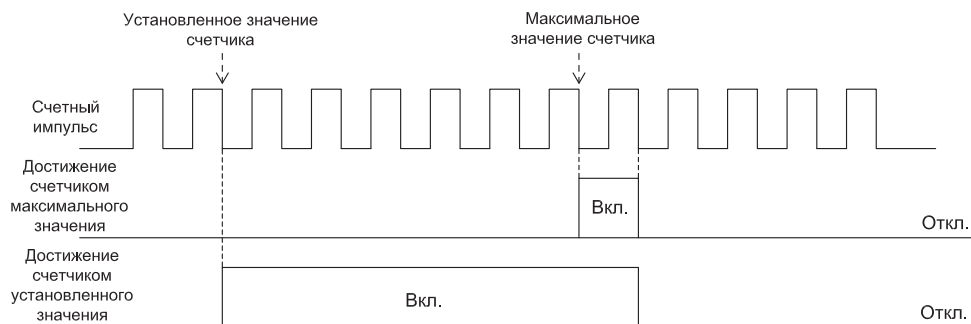 Установленное значение
счетчика
Максимальное
значение счетчика
Счетный
импульс
Достижение
счетчиком
максимального
значения
Вкл.
Откл.
Достижение
счетчиком
установленного
значения
Вкл.
Откл.